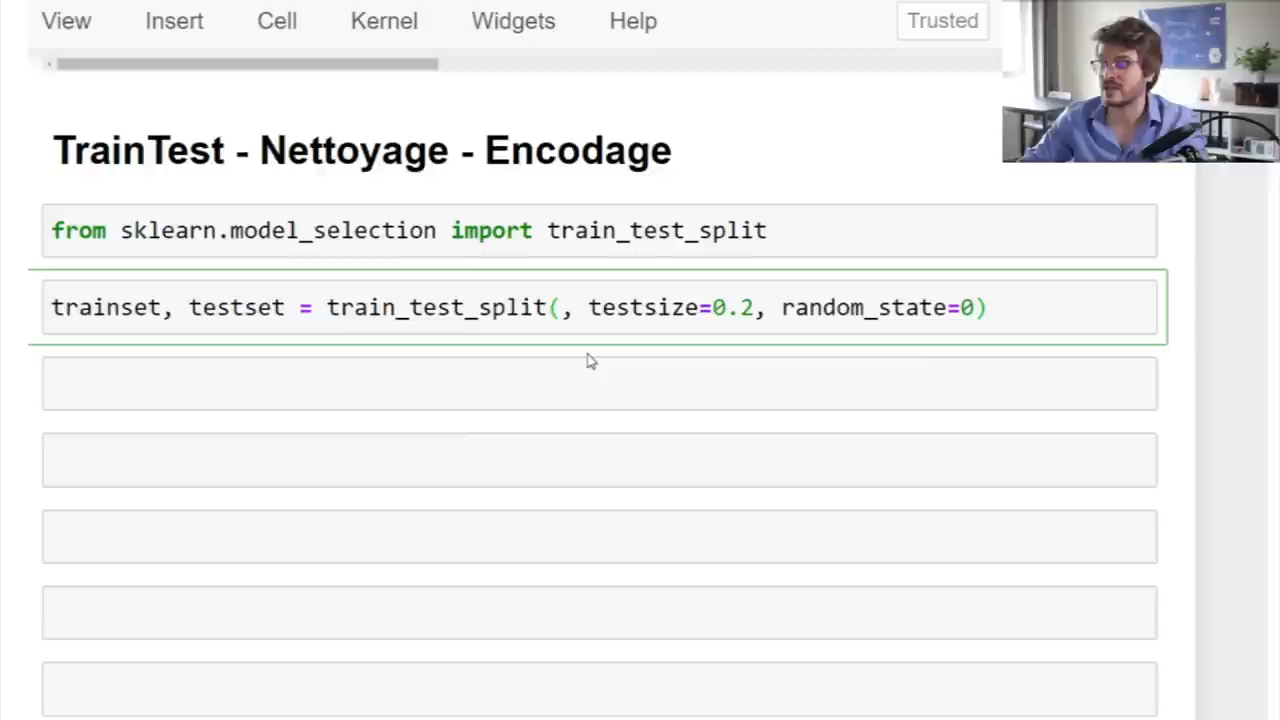 View Insert Cell Kernel Widgets Help Trusted
TrainTest - Nettoyage - Encodage
from sklearn.model_selection import train_test_split
trainset, testset = train_test_split(, testsize=0.2, random_state=0)